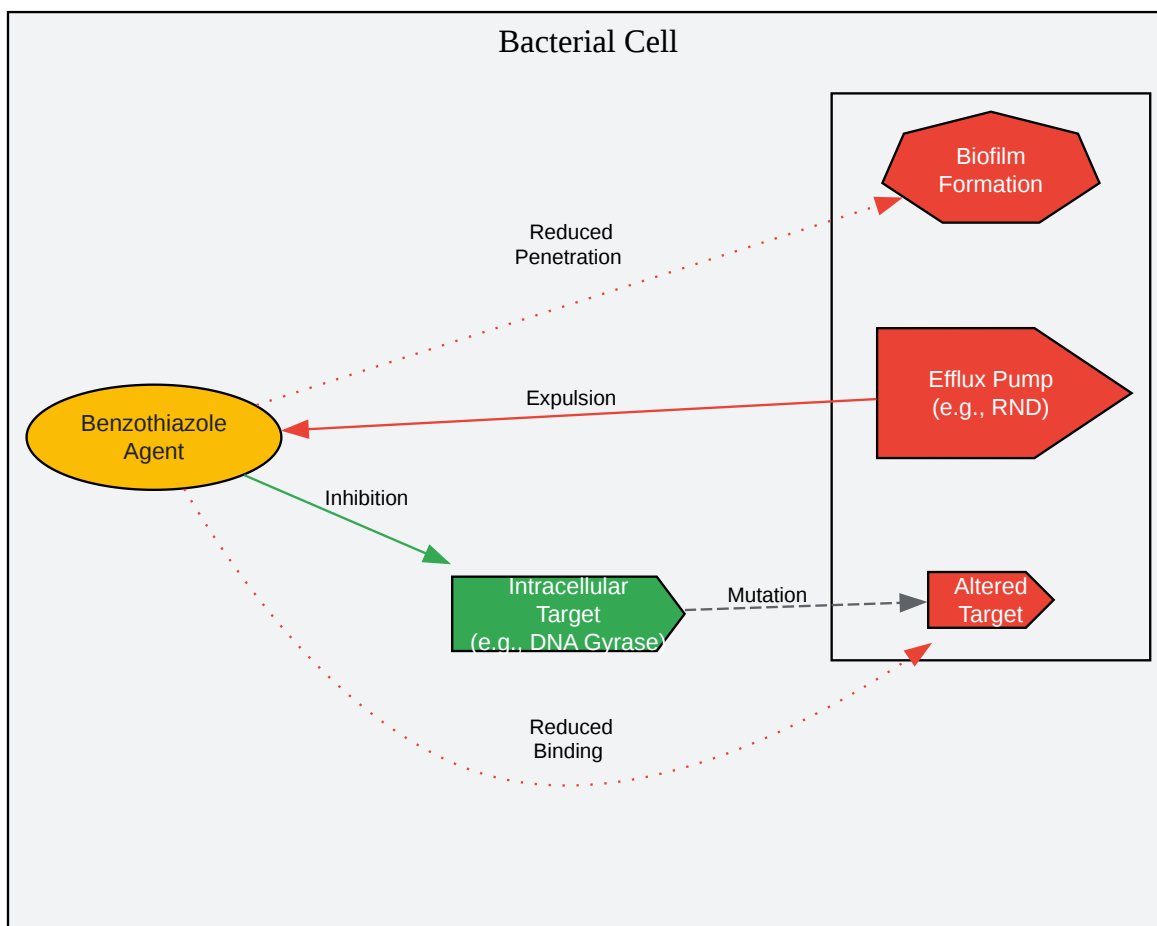 Bacterial Cell
Biofilm
Formation
Reduced
Penetration
Efflux Pump
(e.g., RND)
Expulsion
Benzothiazole
Agent
Inhibition
Intracellular
Target
(e.g., DNA Gyrase)
Mutation
Altered
Target
Reduced
Binding